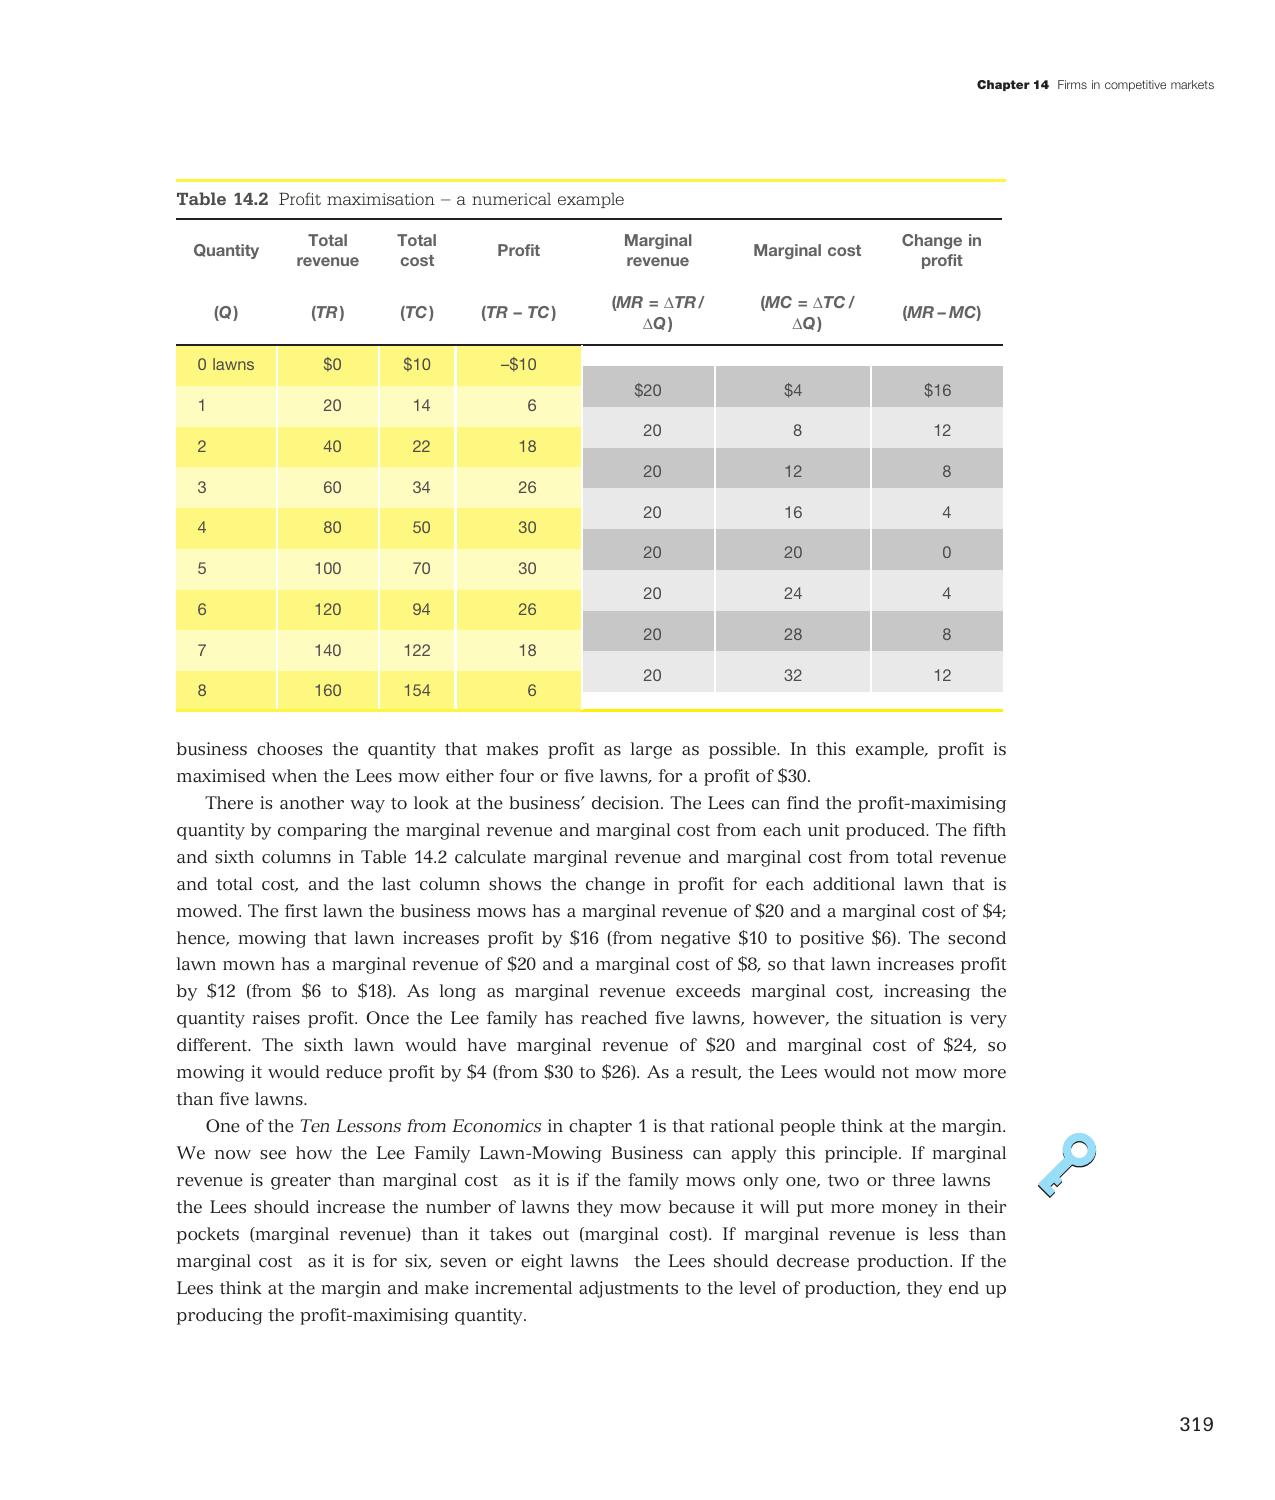 Chapter 14 Firms in competitive markets
Table 14.2 Profit maximisation – a numerical example
Quantity Total revenue Total cost Profit Marginal revenue Marginal cost Change in profit
(Q) (TR) (TC) (TR – TC) (MR = ΔTR / ΔQ) (MC = ΔTC / ΔQ) (MR – MC)
0 lawns $0 $10 –$10
$20 $4 $16
1 20 14 6
20 8 12
2 40 22 18
20 12 8
3 60 34 26
20 16 4
4 80 50 30
20 20 0
5 100 70 30
20 24 4
6 120 94 26
20 28 8
7 140 122 18
20 32 12
8 160 154 6
business chooses the quantity that makes profit as large as possible. In this example, profit is
maximised when the Lees mow either four or five lawns, for a profit of $30.
There is another way to look at the business′ decision. The Lees can find the profit-maximising
quantity by comparing the marginal revenue and marginal cost from each unit produced. The fifth
and sixth columns in Table 14.2 calculate marginal revenue and marginal cost from total revenue
and total cost, and the last column shows the change in profit for each additional lawn that is
mowed. The first lawn the business mows has a marginal revenue of $20 and a marginal cost of $4;
hence, mowing that lawn increases profit by $16 (from negative $10 to positive $6). The second
lawn mown has a marginal revenue of $20 and a marginal cost of $8, so that lawn increases profit
by $12 (from $6 to $18). As long as marginal revenue exceeds marginal cost, increasing the
quantity raises profit. Once the Lee family has reached five lawns, however, the situation is very
different. The sixth lawn would have marginal revenue of $20 and marginal cost of $24, so
mowing it would reduce profit by $4 (from $30 to $26). As a result, the Lees would not mow more
than five lawns.
One of the Ten Lessons from Economics in chapter 1 is that rational people think at the margin.
We now see how the Lee Family Lawn-Mowing Business can apply this principle. If marginal
revenue is greater than marginal cost as it is if the family mows only one, two or three lawns
the Lees should increase the number of lawns they mow because it will put more money in their
pockets (marginal revenue) than it takes out (marginal cost). If marginal revenue is less than
marginal cost as it is for six, seven or eight lawns the Lees should decrease production. If the
Lees think at the margin and make incremental adjustments to the level of production, they end up
producing the profit-maximising quantity.
319